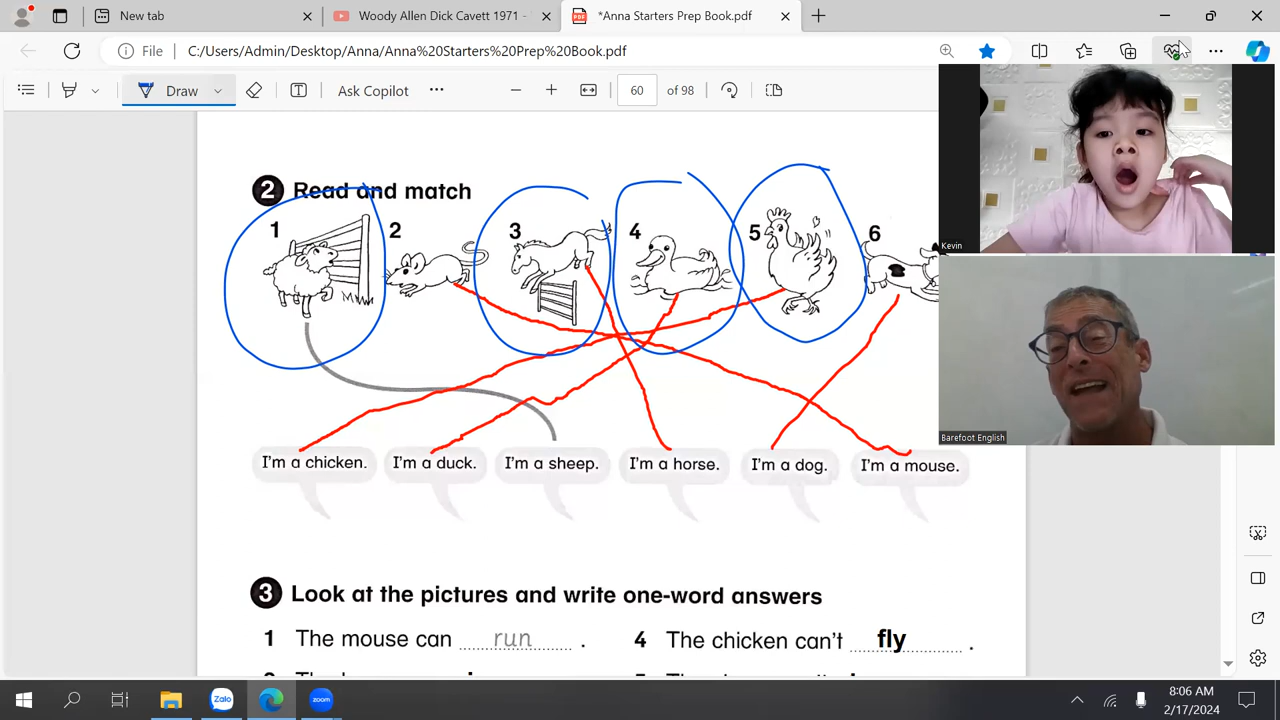 New tab
Woody Allen Dick Cavett 1971 -
*Anna Starters Prep Book.pdf
File
C:/Users/Admin/Desktop/Anna/Anna%20Starters%20Prep%20Book.pdf
Draw
Ask Copilot
60 of 98
Kevin
Barefoot English
2 Read and match
1 2 3 4 5 6
I'm a chicken. I'm a duck. I'm a sheep. I'm a horse. I'm a dog. I'm a mouse.
3 Look at the pictures and write one-word answers
1 The mouse can run.
4 The chicken can't fly.
Zalo
zoom
8:06 AM
2/17/2024